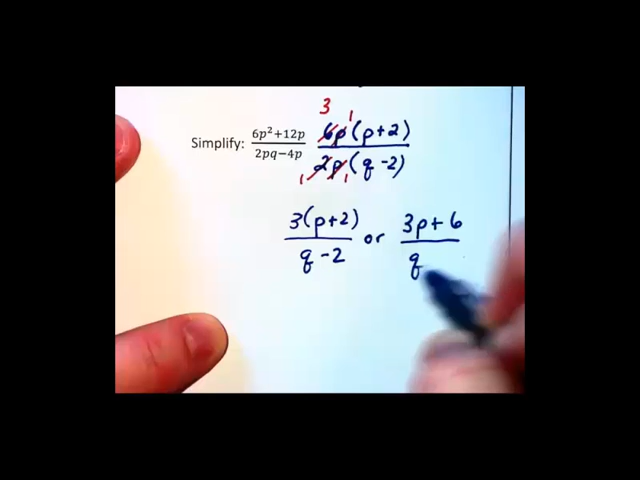 3 1
Simplify: 6p²+12p / 2pq−4p 6p(p+2) / 2p(q-2)
1 1
3(p+2) / q-2 or 3p+6 / q